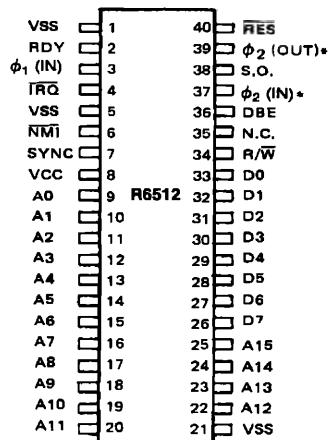 VSS 1 40 R̅E̅S̅
RDY 2 39 ϕ2 (OUT)*
ϕ1 (IN) 3 38 S.O.
I̅R̅Q̅ 4 37 ϕ2 (IN)*
VSS 5 36 DBE
N̅M̅I̅ 6 35 N.C.
SYNC 7 34 R/W̅
VCC 8 33 D0
A0 9 R6512 32 D1
A1 10 31 D2
A2 11 30 D3
A3 12 29 D4
A4 13 28 D5
A5 14 27 D6
A6 15 26 D7
A7 16 25 A15
A8 17 24 A14
A9 18 23 A13
A10 19 22 A12
A11 20 21 VSS